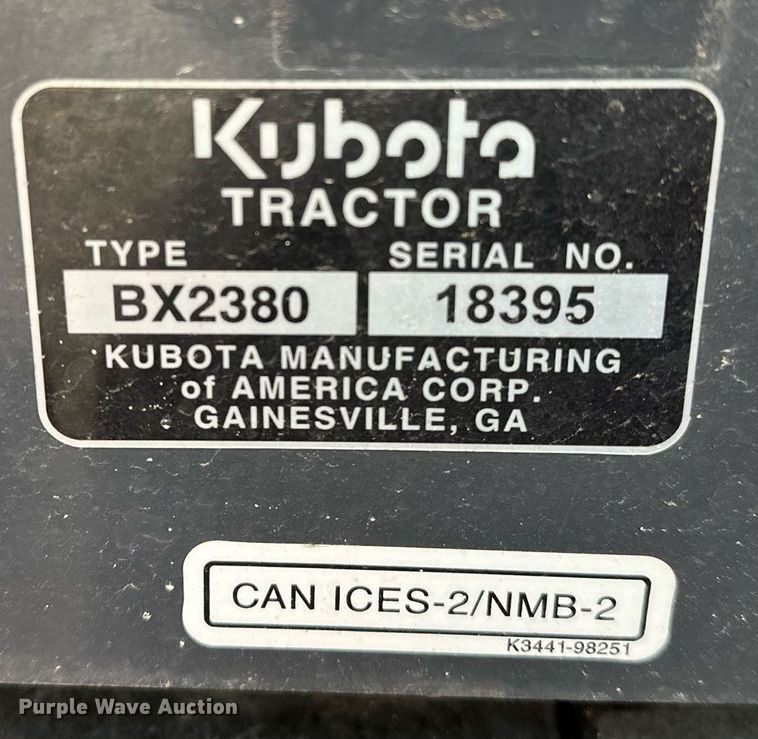 Kubota
TRACTOR
TYPE SERIAL NO.
BX2380 18395
KUBOTA MANUFACTURING
of AMERICA CORP.
GAINESVILLE, GA
CAN ICES-2/NMB-2
K3441-98251
Purple Wave Auction